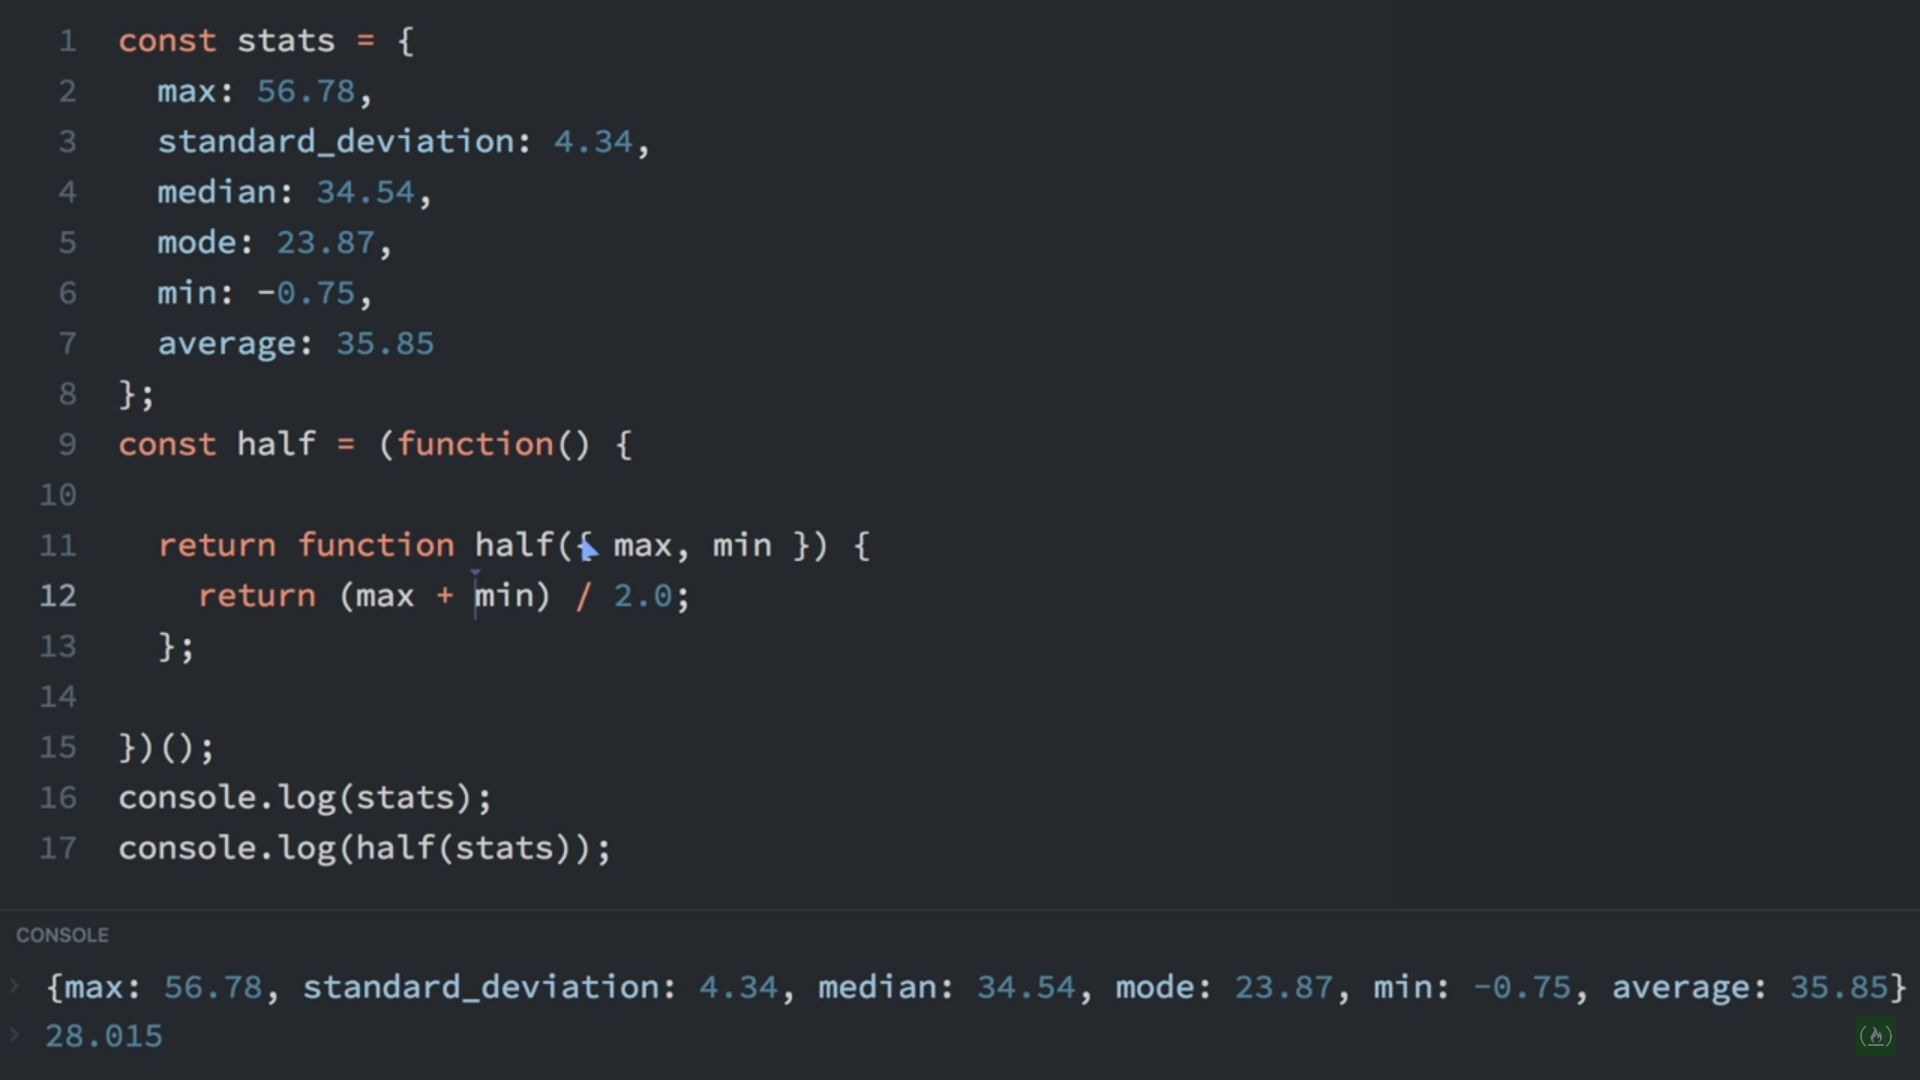 1 const stats = {
2 max: 56.78,
3 standard_deviation: 4.34,
4 median: 34.54,
5 mode: 23.87,
6 min: -0.75,
7 average: 35.85
8 };
9 const half = (function() {
10
11 return function half({ max, min }) {
12 return (max + min) / 2.0;
13 };
14
15 })();
16 console.log(stats);
17 console.log(half(stats));
CONSOLE
{max: 56.78, standard_deviation: 4.34, median: 34.54, mode: 23.87, min: -0.75, average: 35.85}
28.015